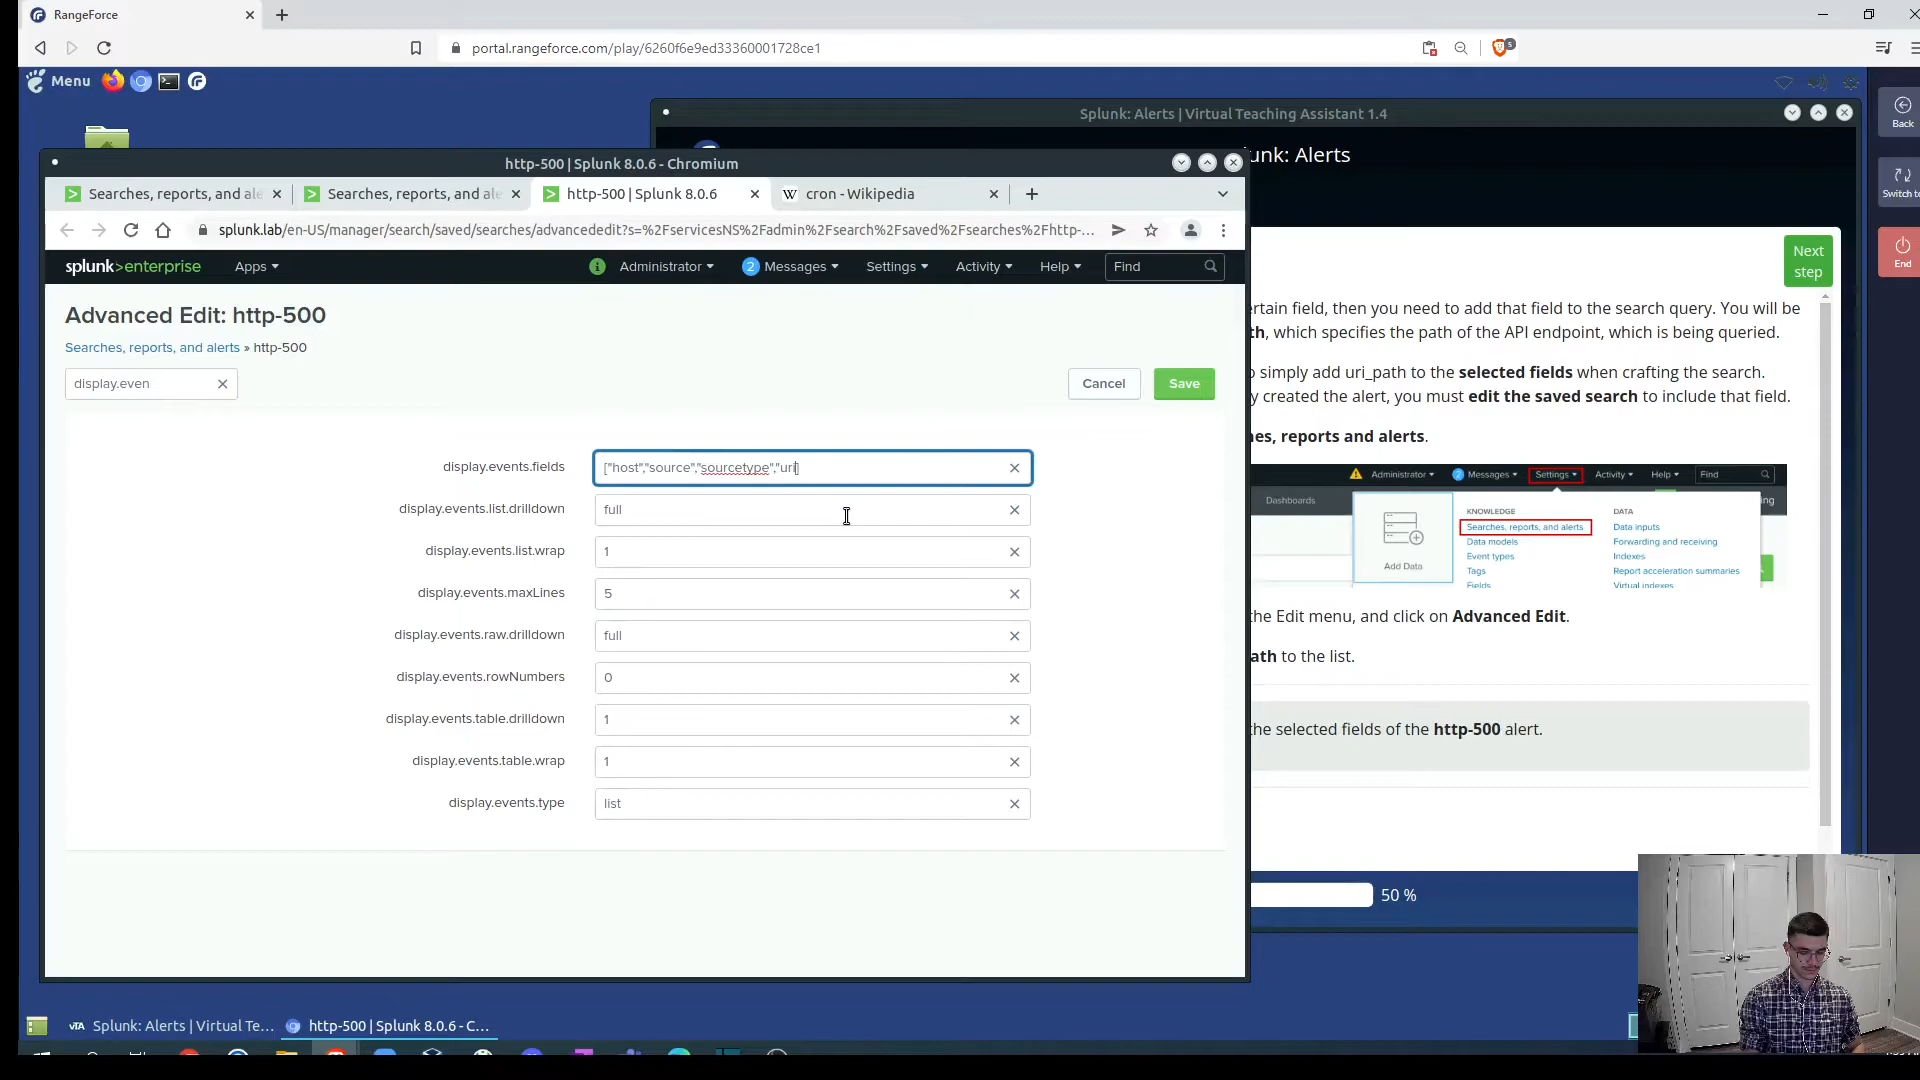 RangeForce
portal.rangeforce.com/play/6260f6e9ed33360001728ce1
5
Menu
Splunk: Alerts | Virtual Teaching Assistant 1.4
unk: Alerts
Back
Switch to
End
http-500 | Splunk 8.0.6 - Chromium
Searches, reports, and ale
Searches, reports, and ale
http-500 | Splunk 8.0.6
W cron - Wikipedia
splunk.lab/en-US/manager/search/saved/searches/advancededit?s=%2FservicesNS%2Fadmin%2Fsearch%2Fsaved%2Fsearches%2Fhttp-...
splunk>enterprise
Apps
i Administrator
2 Messages
Settings
Activity
Help
Find
Advanced Edit: http-500
Searches, reports, and alerts » http-500
display.even
Cancel
Save
display.events.fields
["host","source","sourcetype","uri]
display.events.list.drilldown
full
display.events.list.wrap
1
display.events.maxLines
5
display.events.raw.drilldown
full
display.events.rowNumbers
0
display.events.table.drilldown
1
display.events.table.wrap
1
display.events.type
list
Next
step
ertain field, then you need to add that field to the search query. You will be
th, which specifies the path of the API endpoint, which is being queried.
o simply add uri_path to the selected fields when crafting the search.
y created the alert, you must edit the saved search to include that field.
es, reports and alerts.
Administrator
2 Messages
Settings
Activity
Help
Find
Dashboards
ing
Add Data
KNOWLEDGE
Searches, reports, and alerts
Data models
Event types
Tags
Fields
DATA
Data inputs
Forwarding and receiving
Indexes
Report acceleration summaries
Virtual indexes
the Edit menu, and click on Advanced Edit.
ath to the list.
the selected fields of the http-500 alert.
50 %
vTA Splunk: Alerts | Virtual Te...
http-500 | Splunk 8.0.6 - C...